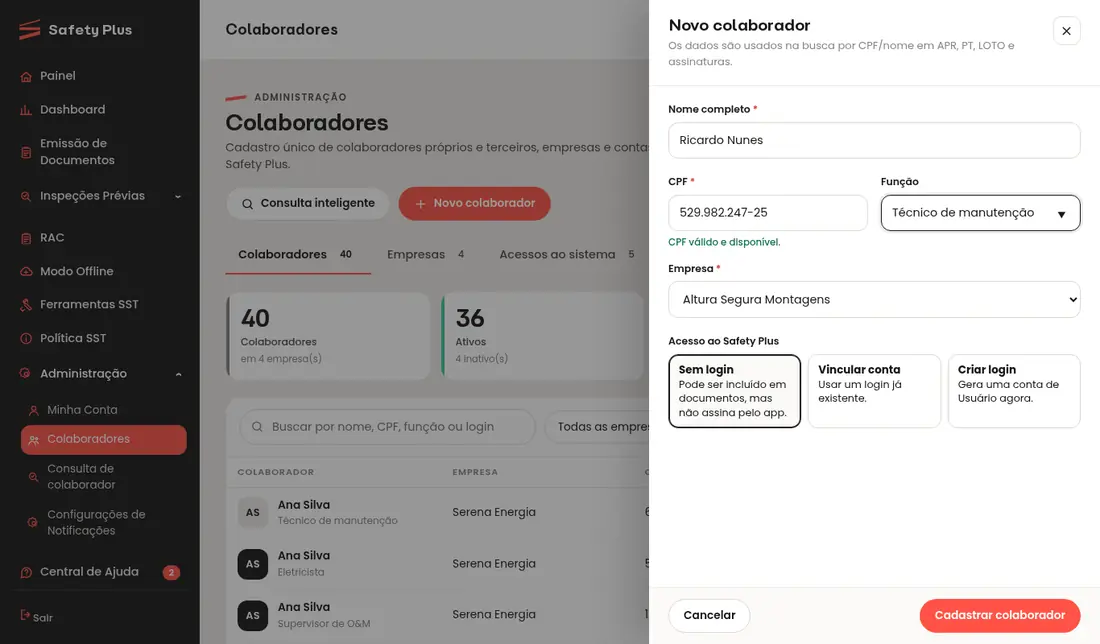 Safety Plus
Painel
Dashboard
Emissão de
Documentos
Inspeções Prévias
RAC
Modo Offline
Ferramentas SST
Política SST
Administração
Minha Conta
Colaboradores
Consulta de
colaborador
Configurações de
Notificações
Central de Ajuda 2
Sair
Colaboradores
ADMINISTRAÇÃO
Colaboradores
Cadastro único de colaboradores próprios e terceiros, empresas e contas
Safety Plus.
Consulta inteligente
+ Novo colaborador
Colaboradores 40 Empresas 4 Acessos ao sistema 5
40
Colaboradores
em 4 empresa(s)
36
Ativos
4 inativo(s)
Buscar por nome, CPF, função ou login
Todas as empres
COLABORADOR EMPRESA
AS Ana Silva
Técnico de manutenção
Serena Energia
AS Ana Silva
Eletricista
Serena Energia
AS Ana Silva
Supervisor de O&M
Serena Energia
Novo colaborador
Os dados são usados na busca por CPF/nome em APR, PT, LOTO e
assinaturas.
Nome completo *
Ricardo Nunes
CPF * Função
529.982.247-25 Técnico de manutenção
CPF válido e disponível.
Empresa *
Altura Segura Montagens
Acesso ao Safety Plus
Sem login
Pode ser incluído em
documentos, mas
não assina pelo app.
Vincular conta
Usar um login já
existente.
Criar login
Gera uma conta de
Usuário agora.
Cancelar Cadastrar colaborador